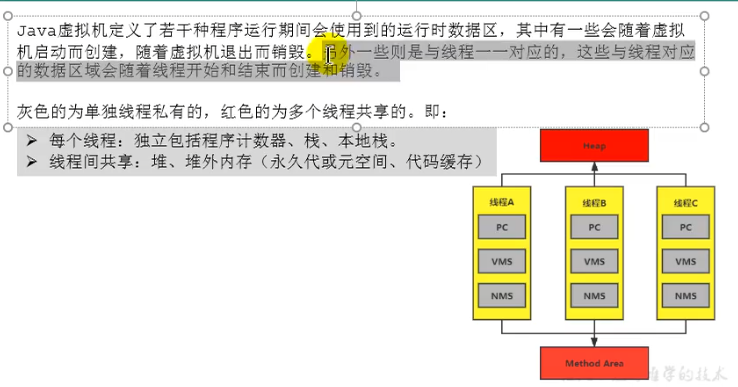 Java虚拟机定义了若干种程序运行期间会使用到的运行时数据区，其中有一些会随着虚拟
机启动而创建，随着虚拟机退出而销毁。另外一些则是与线程一一对应的，这些与线程对应
的数据区域会随着线程开始和结束而创建和销毁。
灰色的为单独线程私有的，红色的为多个线程共享的。即：
➢ 每个线程：独立包括程序计数器、栈、本地栈。
➢ 线程间共享：堆、堆外内存（永久代或元空间、代码缓存）
Heap
线程A 线程B 线程C
PC PC PC
VMS VMS VMS
NMS NMS NMS
Method Area
学的技术